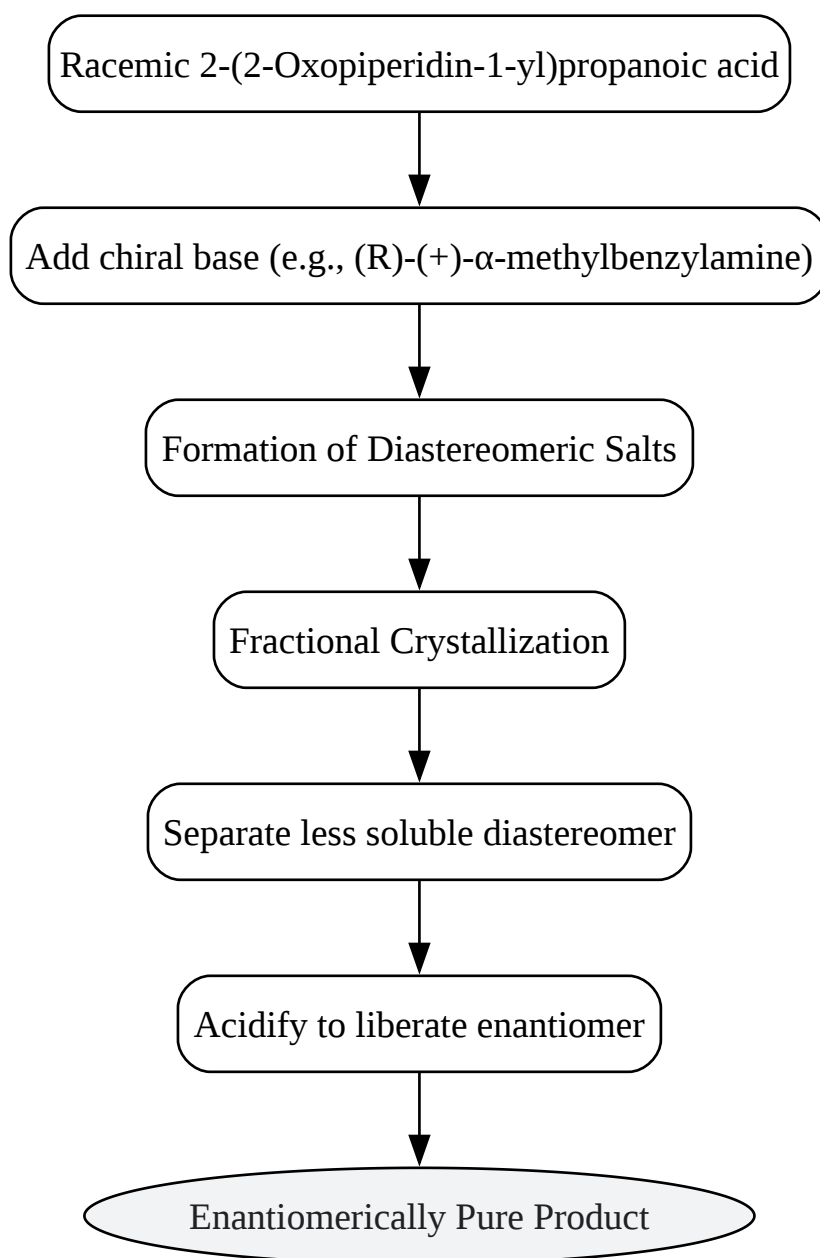 Racemic 2-(2-Oxopiperidin-1-yl)propanoic acid
Add chiral base (e.g., (R)-(+)-α-methylbenzylamine)
Formation of Diastereomeric Salts
Fractional Crystallization
Separate less soluble diastereomer
Acidify to liberate enantiomer
Enantiomerically Pure Product